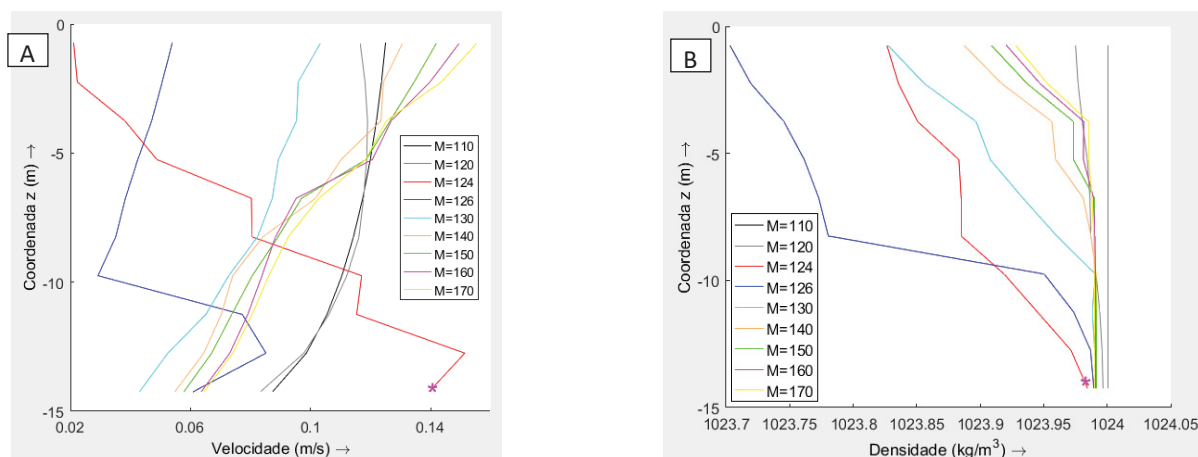 A
0
-5
-10
-15
Coordenada z (m) →
0.02
0.06
0.1
0.14
Velocidade (m/s) →
M=110
M=120
M=124
M=126
M=130
M=140
M=150
M=160
M=170
B
0
-5
-10
-15
Coordenada z (m) →
1023.7
1023.75
1023.8
1023.85
1023.9
1023.95
1024
1024.05
Densidade (kg/m³) →
M=110
M=120
M=124
M=126
M=130
M=140
M=150
M=160
M=170